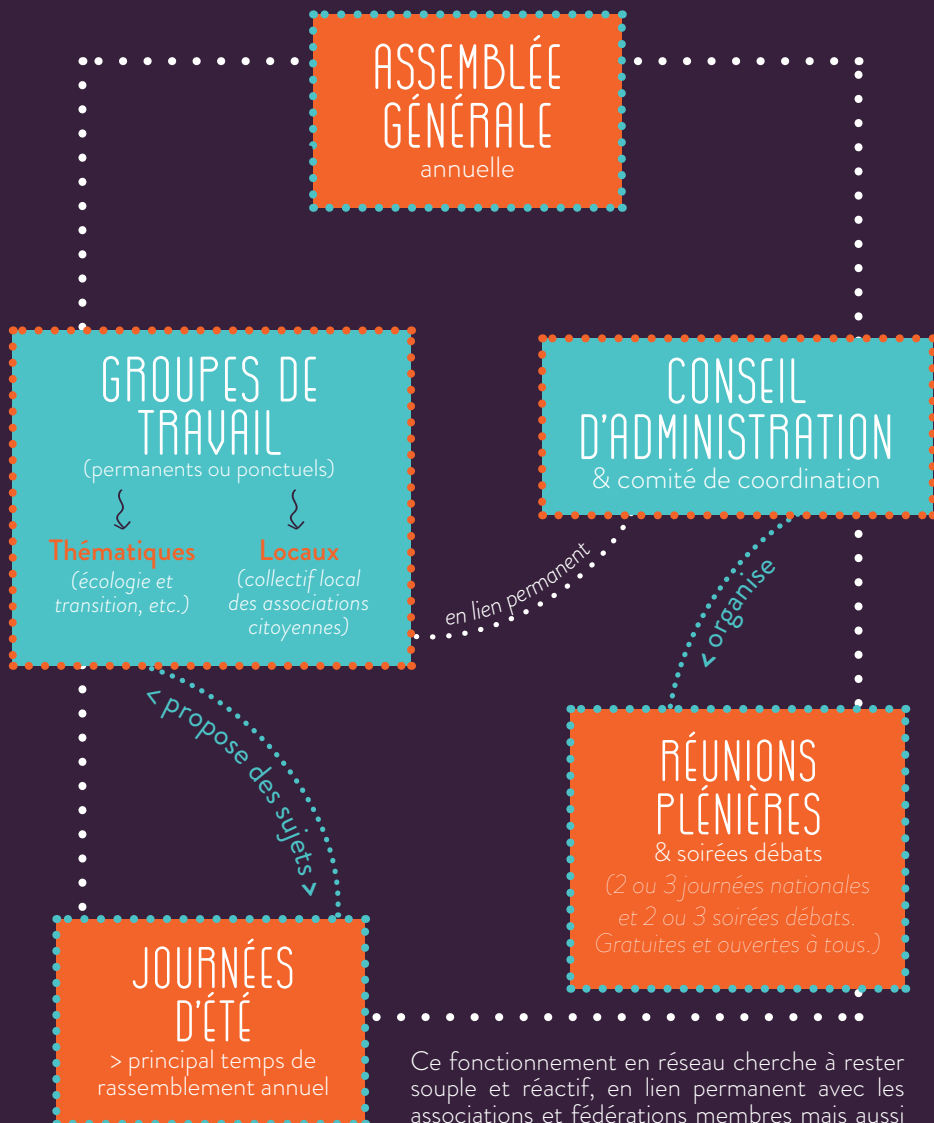 ASSEMBLÉE
GÉNÉRALE
annuelle
GROUPES DE
TRAVAIL
(permanents ou ponctuels)
Thématiques
(écologie et
transition, etc.)
Locaux
(collectif local
des associations
citoyennes)
CONSEIL
D'ADMINISTRATION
& comité de coordination
en lien permanent
< organise
< propose des sujets >
RÉUNIONS
PLÉNIÈRES
& soirées débats
(2 ou 3 journées nationales
et 2 ou 3 soirées débats.
Gratuites et ouvertes à tous.)
JOURNÉES
D'ÉTÉ
> principal temps de
rassemblement annuel
Ce fonctionnement en réseau cherche à rester
souple et réactif, en lien permanent avec les
associations et fédérations membres mais aussi